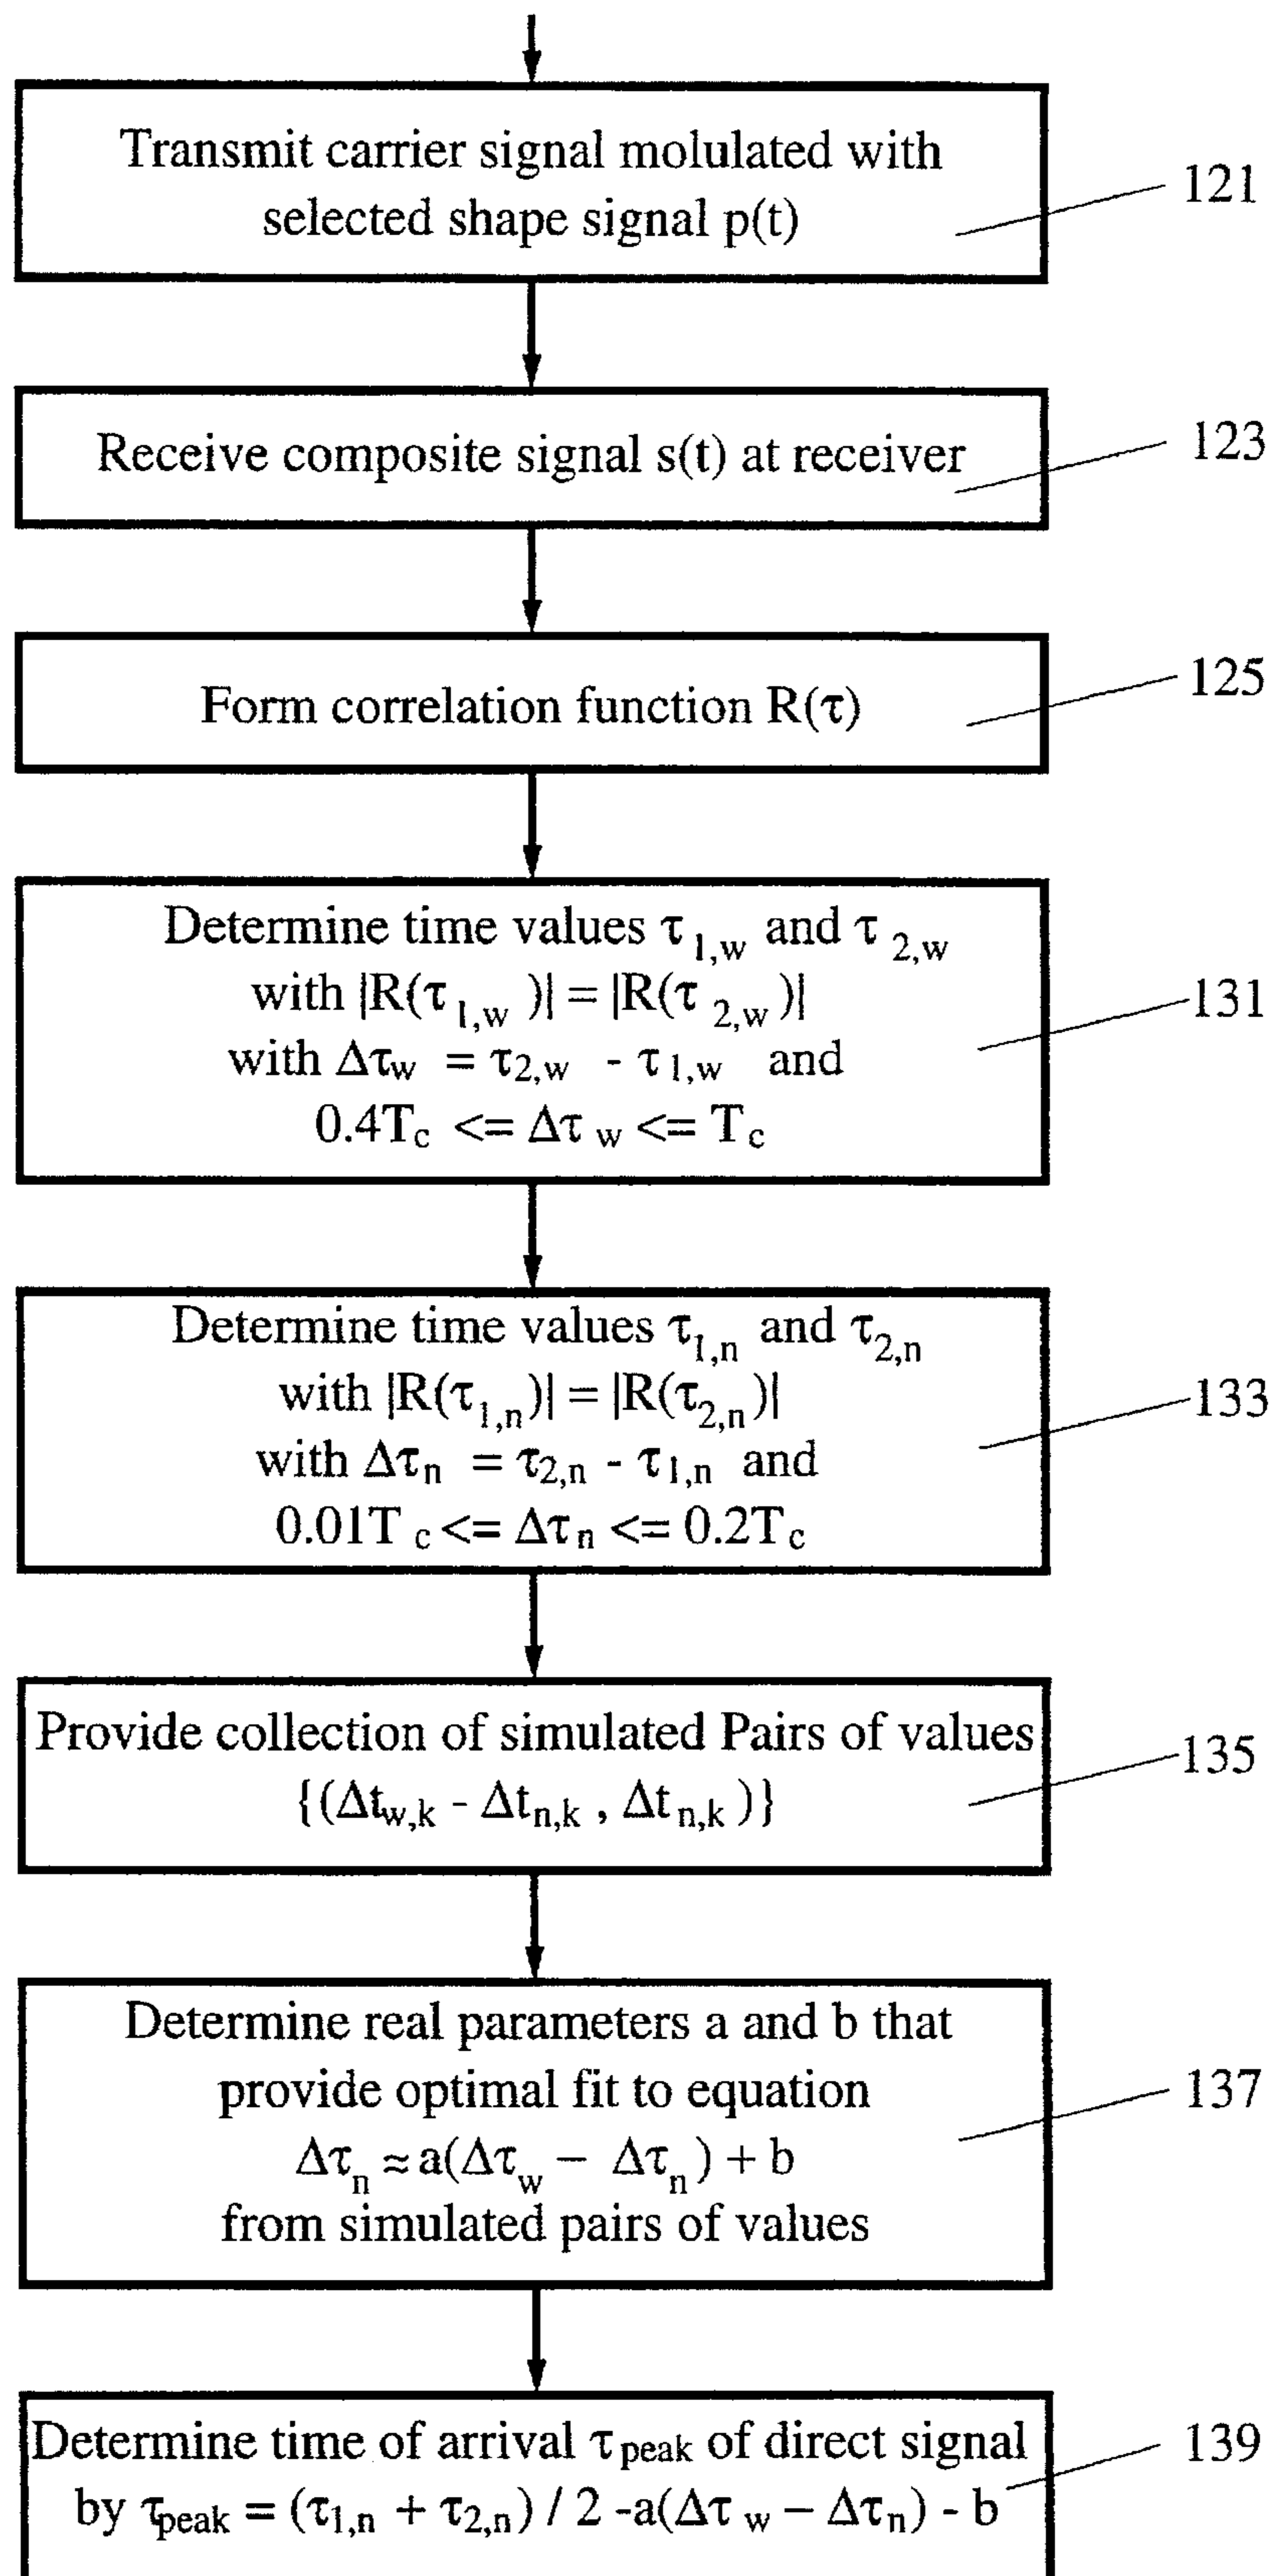 Transmit carrier signal molulated with
selected shape signal p(t)
121
Receive composite signal s(t) at receiver
123
Form correlation function R(τ)
125
Determine time values τ1,w and τ 2,w
with |R(τ1,w )| = |R(τ 2,w )|
with Δτw = τ2,w - τ1,w and
0.4Tc <= Δτ w <= Tc
131
Determine time values τ1,n and τ2,n
with |R(τ1,n)| = |R(τ2,n)|
with Δτn = τ2,n - τ1,n and
0.01T c <= Δτn <= 0.2Tc
133
Provide collection of simulated Pairs of values
{(Δtw,k - Δtn,k , Δtn,k )}
135
Determine real parameters a and b that
provide optimal fit to equation
Δτn ≈ a(Δτw – Δτn) + b
from simulated pairs of values
137
Determine time of arrival τpeak of direct signal
by τpeak = (τ1,n + τ2,n) / 2 -a(Δτ w – Δτn) - b
139